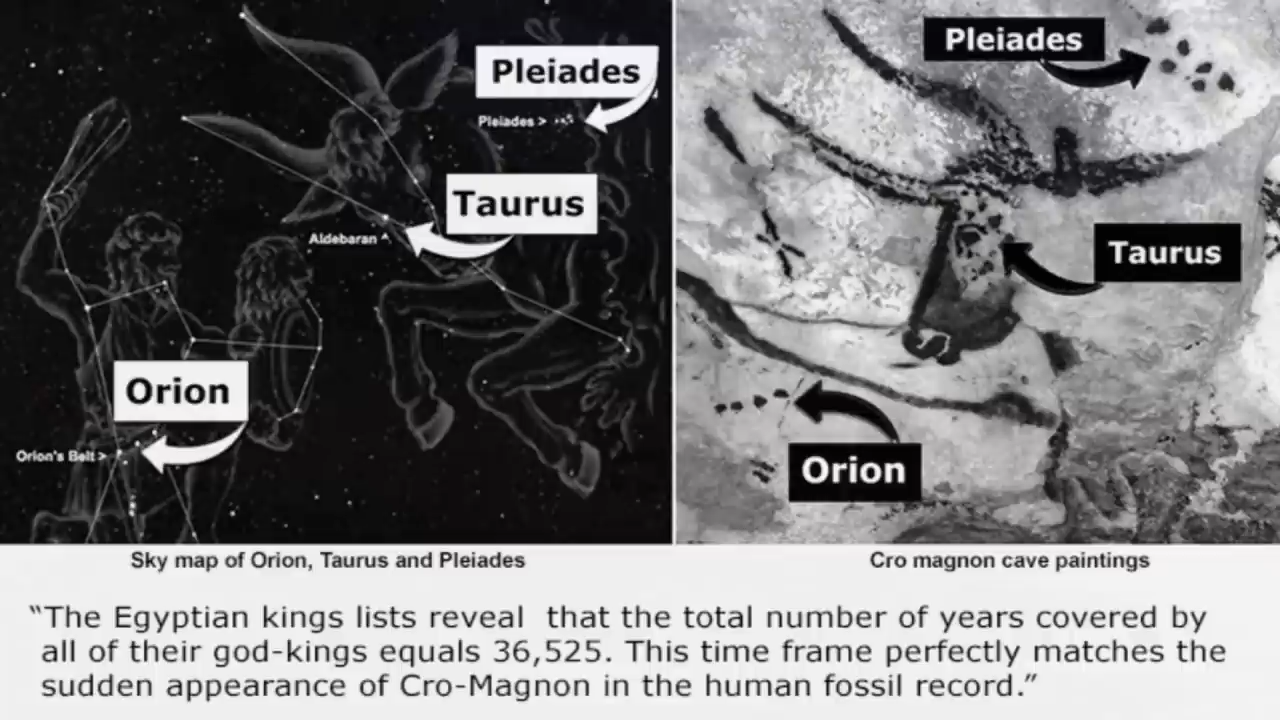 Pleiades
Pleiades >
Taurus
Aldebaran ^
Orion
Orion's Belt >
Pleiades
Taurus
Orion
Sky map of Orion, Taurus and Pleiades
Cro magnon cave paintings
“The Egyptian kings lists reveal that the total number of years covered by
all of their god-kings equals 36,525. This time frame perfectly matches the
sudden appearance of Cro-Magnon in the human fossil record.”